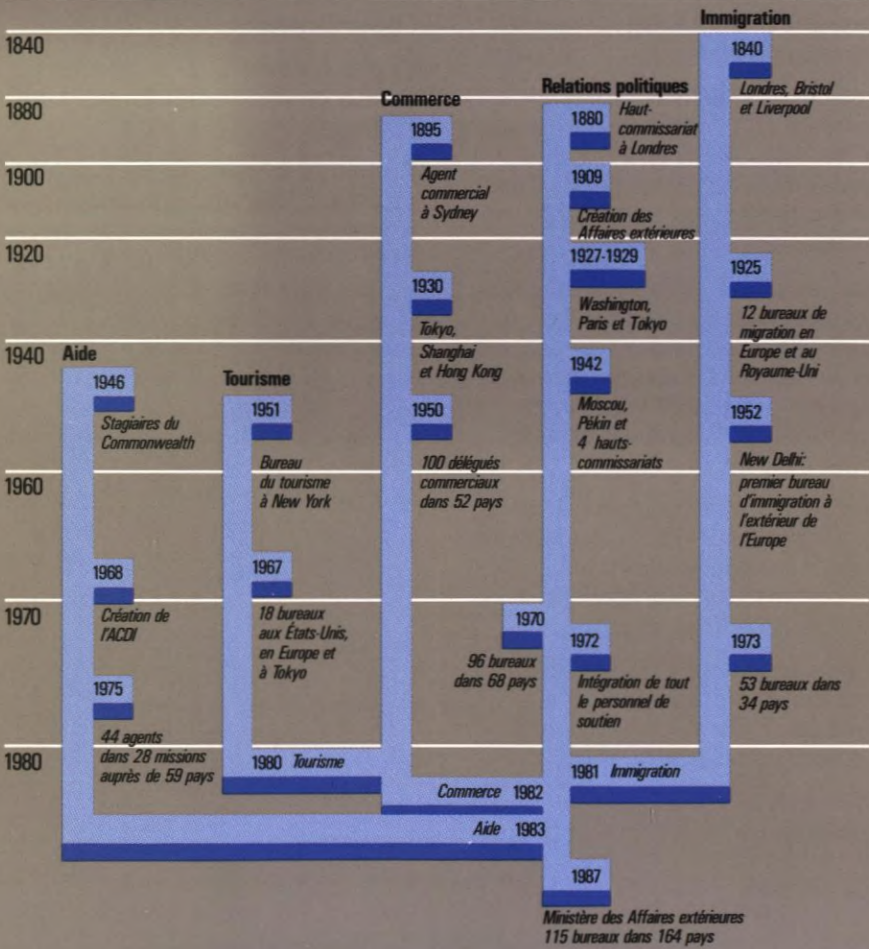 Immigration
1840
1840
Londres, Bristol
et Liverpool
Relations politiques
Commerce
1880
1880
Haut-
commissariat
à Londres
1895
Agent
commercial
à Sydney
1900
1909
Création des
Affaires extérieures
1920
1927-1929
Washington,
Paris et Tokyo
1925
12 bureaux de
migration en
Europe et au
Royaume-Uni
1930
Tokyo,
Shanghai
et Hong Kong
1940
Aide
1946
Stagiaires du
Commonwealth
Tourisme
1951
Bureau
du tourisme
à New York
1950
100 délégués
commerciaux
dans 52 pays
1942
Moscou,
Pékin et
4 hauts-
commissariats
1952
New Delhi:
premier bureau
d'immigration à
l'extérieur de
l'Europe
1960
1968
Création de
l'ACDI
1967
18 bureaux
aux États-Unis,
en Europe et
à Tokyo
1970
1970
96 bureaux
dans 68 pays
1972
Intégration de tout
le personnel de
soutien
1973
53 bureaux dans
34 pays
1975
44 agents
dans 28 missions
auprès de 59 pays
1980
1980 Tourisme
1981 Immigration
Commerce 1982
Aide 1983
1987
Ministère des Affaires extérieures
115 bureaux dans 164 pays